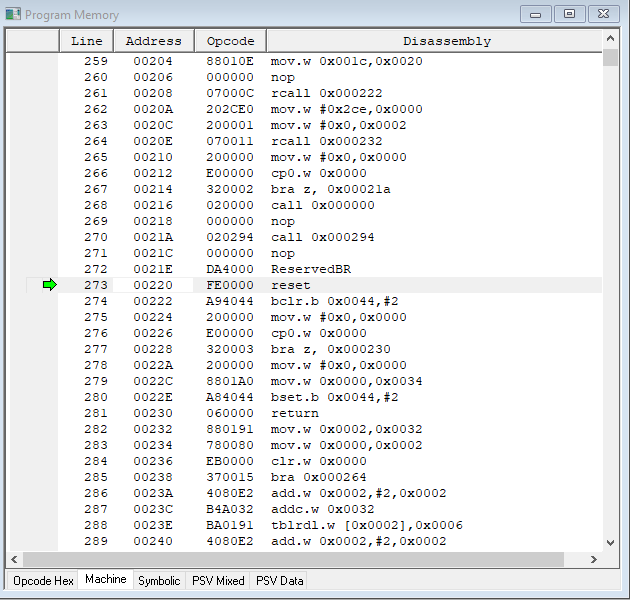 Program Memory
Line Address Opcode Disassembly
259 00204 88010E mov.w 0x001c,0x0020
260 00206 000000 nop
261 00208 07000C rcall 0x000222
262 0020A 202CE0 mov.w #0x2ce,0x0000
263 0020C 200001 mov.w #0x0,0x0002
264 0020E 070011 rcall 0x000232
265 00210 200000 mov.w #0x0,0x0000
266 00212 E00000 cp0.w 0x0000
267 00214 320002 bra z, 0x00021a
268 00216 020000 call 0x000000
269 00218 000000 nop
270 0021A 020294 call 0x000294
271 0021C 000000 nop
272 0021E DA4000 ReservedBR
273 00220 FE0000 reset
274 00222 A94044 bclr.b 0x0044,#2
275 00224 200000 mov.w #0x0,0x0000
276 00226 E00000 cp0.w 0x0000
277 00228 320003 bra z, 0x000230
278 0022A 200000 mov.w #0x0,0x0000
279 0022C 8801A0 mov.w 0x0000,0x0034
280 0022E A84044 bset.b 0x0044,#2
281 00230 060000 return
282 00232 880191 mov.w 0x0002,0x0032
283 00234 780080 mov.w 0x0000,0x0002
284 00236 EB0000 clr.w 0x0000
285 00238 370015 bra 0x000264
286 0023A 4080E2 add.w 0x0002,#2,0x0002
287 0023C B4A032 addc.w 0x0032
288 0023E BA0191 tblrdl.w [0x0002],0x0006
289 00240 4080E2 add.w 0x0002,#2,0x0002
Opcode Hex Machine Symbolic PSV Mixed PSV Data